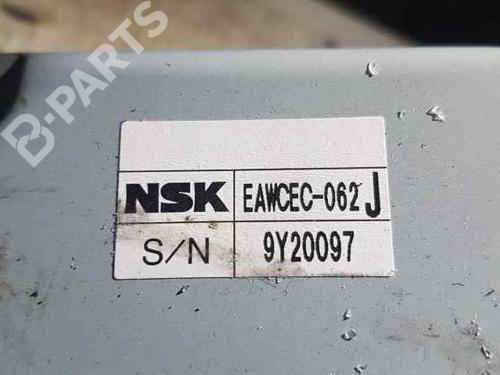 B-PARTS
NSK EAWCEC-062 J
S/N 9Y20097